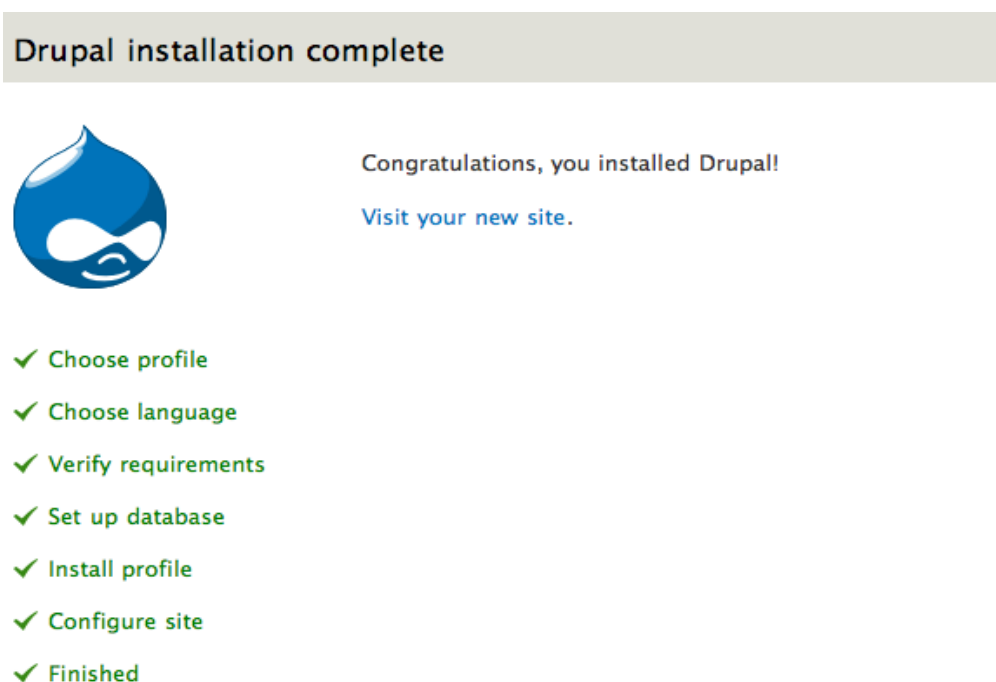 Drupal installation complete
Congratulations, you installed Drupal!
Visit your new site.
Choose profile
Choose language
Verify requirements
Set up database
Install profile
Configure site
Finished